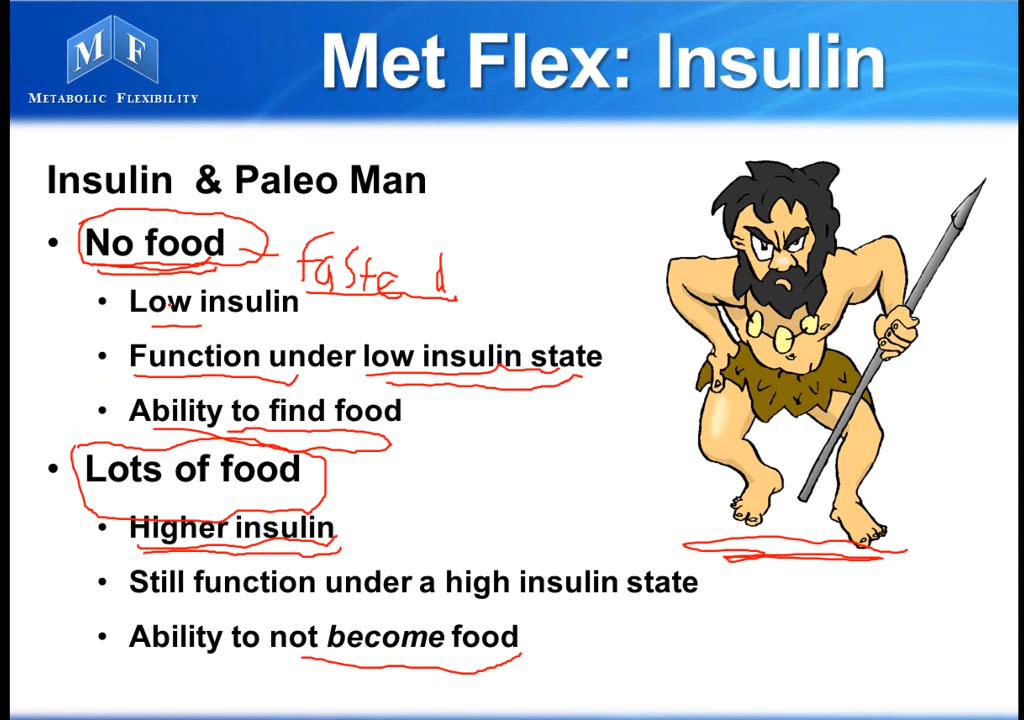 M F
METABOLIC FLEXIBILITY
Met Flex: Insulin
Insulin & Paleo Man
• No food
Fasted
• Low insulin
• Function under low insulin state
• Ability to find food
• Lots of food
• Higher insulin
• Still function under a high insulin state
• Ability to not become food